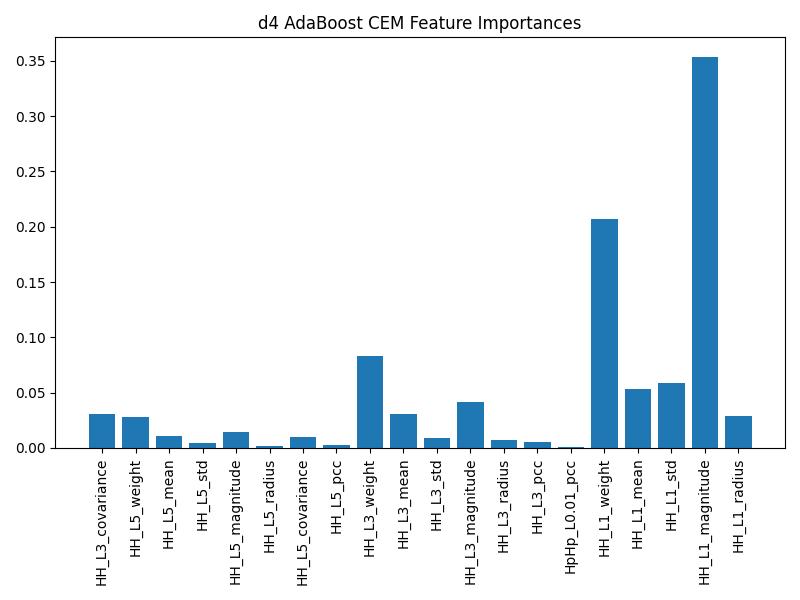 d4 AdaBoost CEM Feature Importances
0.35
0.30
0.25
0.20
0.15
0.10
0.05
0.00
HH_L3_covariance
HH_L5_weight
HH_L5_mean
HH_L5_std
HH_L5_magnitude
HH_L5_radius
HH_L5_covariance
HH_L5_pcc
HH_L3_weight
HH_L3_mean
HH_L3_std
HH_L3_magnitude
HH_L3_radius
HH_L3_pcc
HpHp_L0.01_pcc
HH_L1_weight
HH_L1_mean
HH_L1_std
HH_L1_magnitude
HH_L1_radius